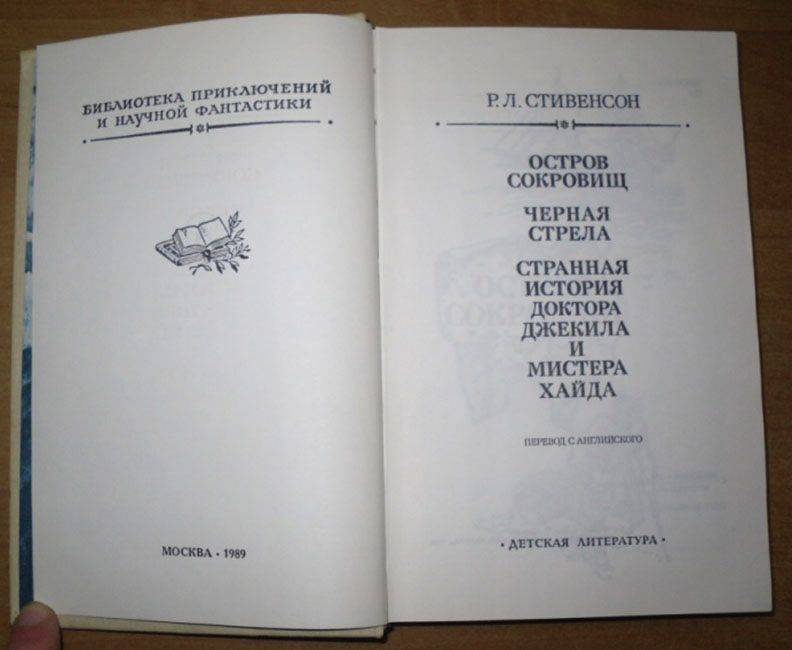 БИБЛИОТЕКА ПРИКЛЮЧЕНИЙ
И НАУЧНОЙ ФАНТАСТИКИ
МОСКВА • 1989
Р. Л. СТИВЕНСОН
ОСТРОВ
СОКРОВИЩ
ЧЕРНАЯ
СТРЕЛА
СТРАННАЯ
ИСТОРИЯ
ДОКТОРА
ДЖЕКИЛА
И
МИСТЕРА
ХАЙДА
ПЕРЕВОД С АНГЛИЙСКОГО
• ДЕТСКАЯ ЛИТЕРАТУРА •